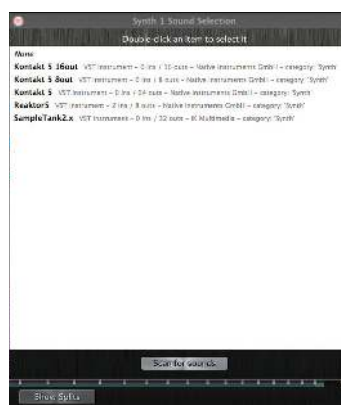 Synth 1 Sound Selection
Double-click an item to select it
None
Kontakt 5 16out VST instrument – 0 ins / 16 outs – Native Instruments GmbH – category: 'Synth'
Kontakt 5 8out VST instrument – 0 ins / 8 outs – Native Instruments GmbH – category: 'Synth'
Kontakt 5 VST instrument – 0 ins / 64 outs – Native Instruments GmbH – category: 'Synth'
Reaktor5 VST instrument – 2 ins / 8 outs – Native Instruments GmbH – category: 'Synth'
SampleTank2.x VST instrument – 0 ins / 32 outs – IK Multimedia – category: 'Synth'
Scan for sounds
Show Splits